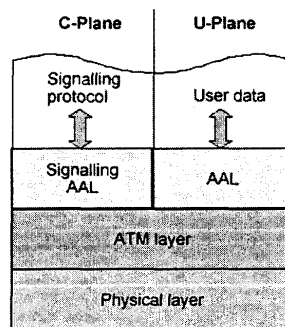 C-Plane
U-Plane
Signalling
protocol
User data
Signalling
AAL
AAL
ATM layer
Physical layer